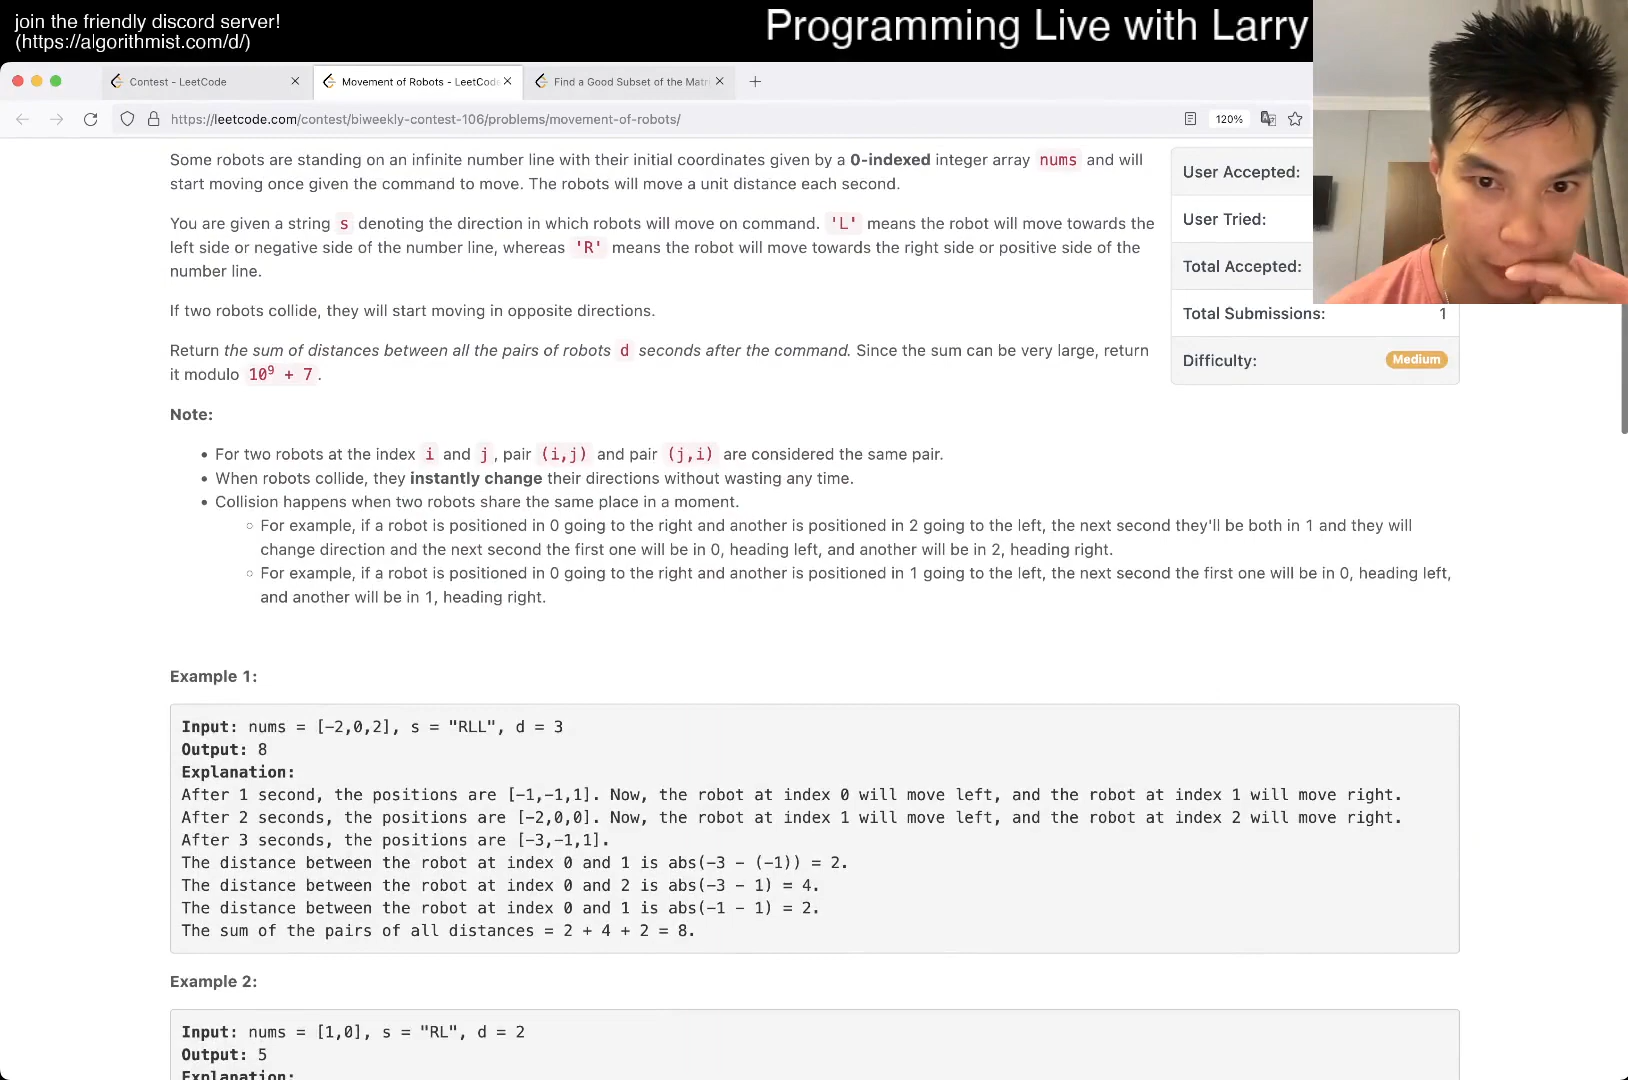 join the friendly discord server!
(https://algorithmist.com/d/)
Programming Live with Larry
Contest - LeetCode
Movement of Robots - LeetCode
Find a Good Subset of the Matr
https://leetcode.com/contest/biweekly-contest-106/problems/movement-of-robots/
120%
Some robots are standing on an infinite number line with their initial coordinates given by a 0-indexed integer array nums and will
start moving once given the command to move. The robots will move a unit distance each second.
You are given a string s denoting the direction in which robots will move on command. 'L' means the robot will move towards the
left side or negative side of the number line, whereas 'R' means the robot will move towards the right side or positive side of the
number line.
If two robots collide, they will start moving in opposite directions.
Return the sum of distances between all the pairs of robots d seconds after the command. Since the sum can be very large, return
it modulo 10⁹ + 7.
User Accepted:
User Tried:
Total Accepted:
Total Submissions: 1
Difficulty: Medium
Note:
• For two robots at the index i and j, pair (i,j) and pair (j,i) are considered the same pair.
• When robots collide, they instantly change their directions without wasting any time.
• Collision happens when two robots share the same place in a moment.
◦ For example, if a robot is positioned in 0 going to the right and another is positioned in 2 going to the left, the next second they'll be both in 1 and they will
change direction and the next second the first one will be in 0, heading left, and another will be in 2, heading right.
◦ For example, if a robot is positioned in 0 going to the right and another is positioned in 1 going to the left, the next second the first one will be in 0, heading left,
and another will be in 1, heading right.
Example 1:
Input: nums = [-2,0,2], s = "RLL", d = 3
Output: 8
Explanation:
After 1 second, the positions are [-1,-1,1]. Now, the robot at index 0 will move left, and the robot at index 1 will move right.
After 2 seconds, the positions are [-2,0,0]. Now, the robot at index 1 will move left, and the robot at index 2 will move right.
After 3 seconds, the positions are [-3,-1,1].
The distance between the robot at index 0 and 1 is abs(-3 - (-1)) = 2.
The distance between the robot at index 0 and 2 is abs(-3 - 1) = 4.
The distance between the robot at index 0 and 1 is abs(-1 - 1) = 2.
The sum of the pairs of all distances = 2 + 4 + 2 = 8.
Example 2:
Input: nums = [1,0], s = "RL", d = 2
Output: 5
Explanation: